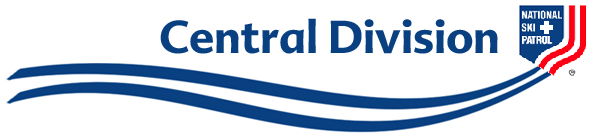 Central Division
NATIONAL
SKI
PATROL
®